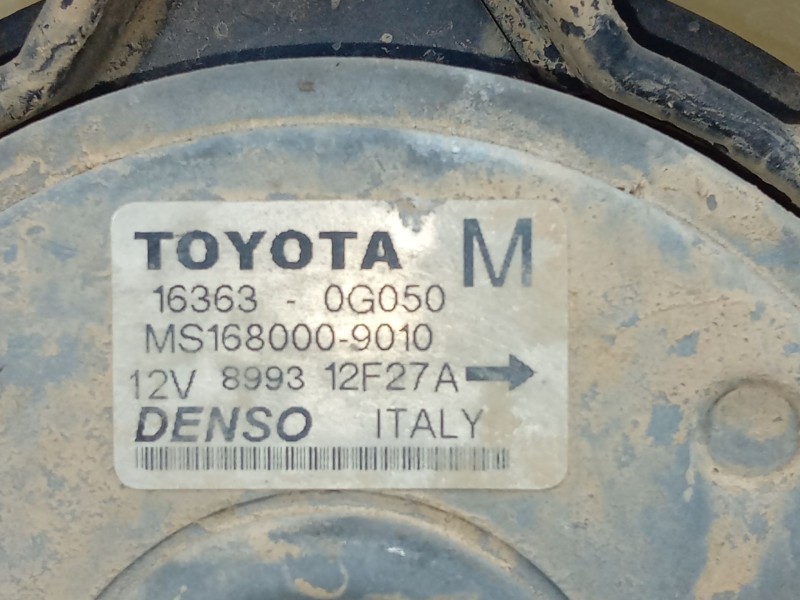 TOYOTA M
16363 - 0G050
MS168000-9010
12V 8993 12F27A
DENSO ITALY